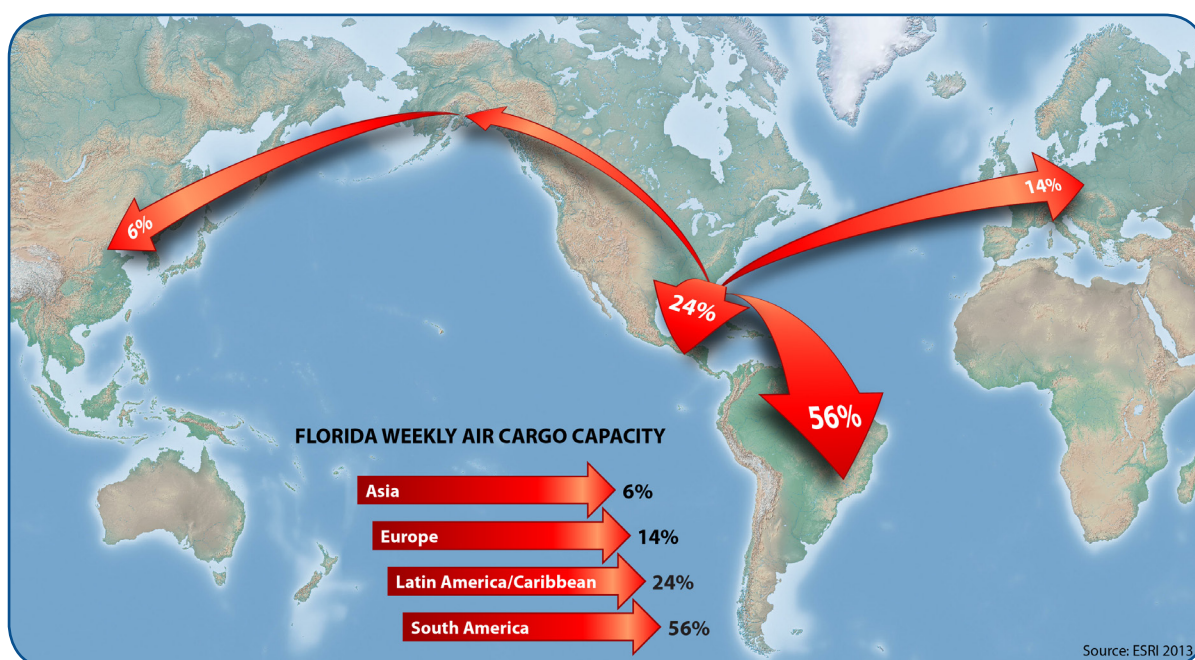 6%
14%
24%
56%
FLORIDA WEEKLY AIR CARGO CAPACITY
Asia 6%
Europe 14%
Latin America/Caribbean 24%
South America 56%
Source: ESRI 2013